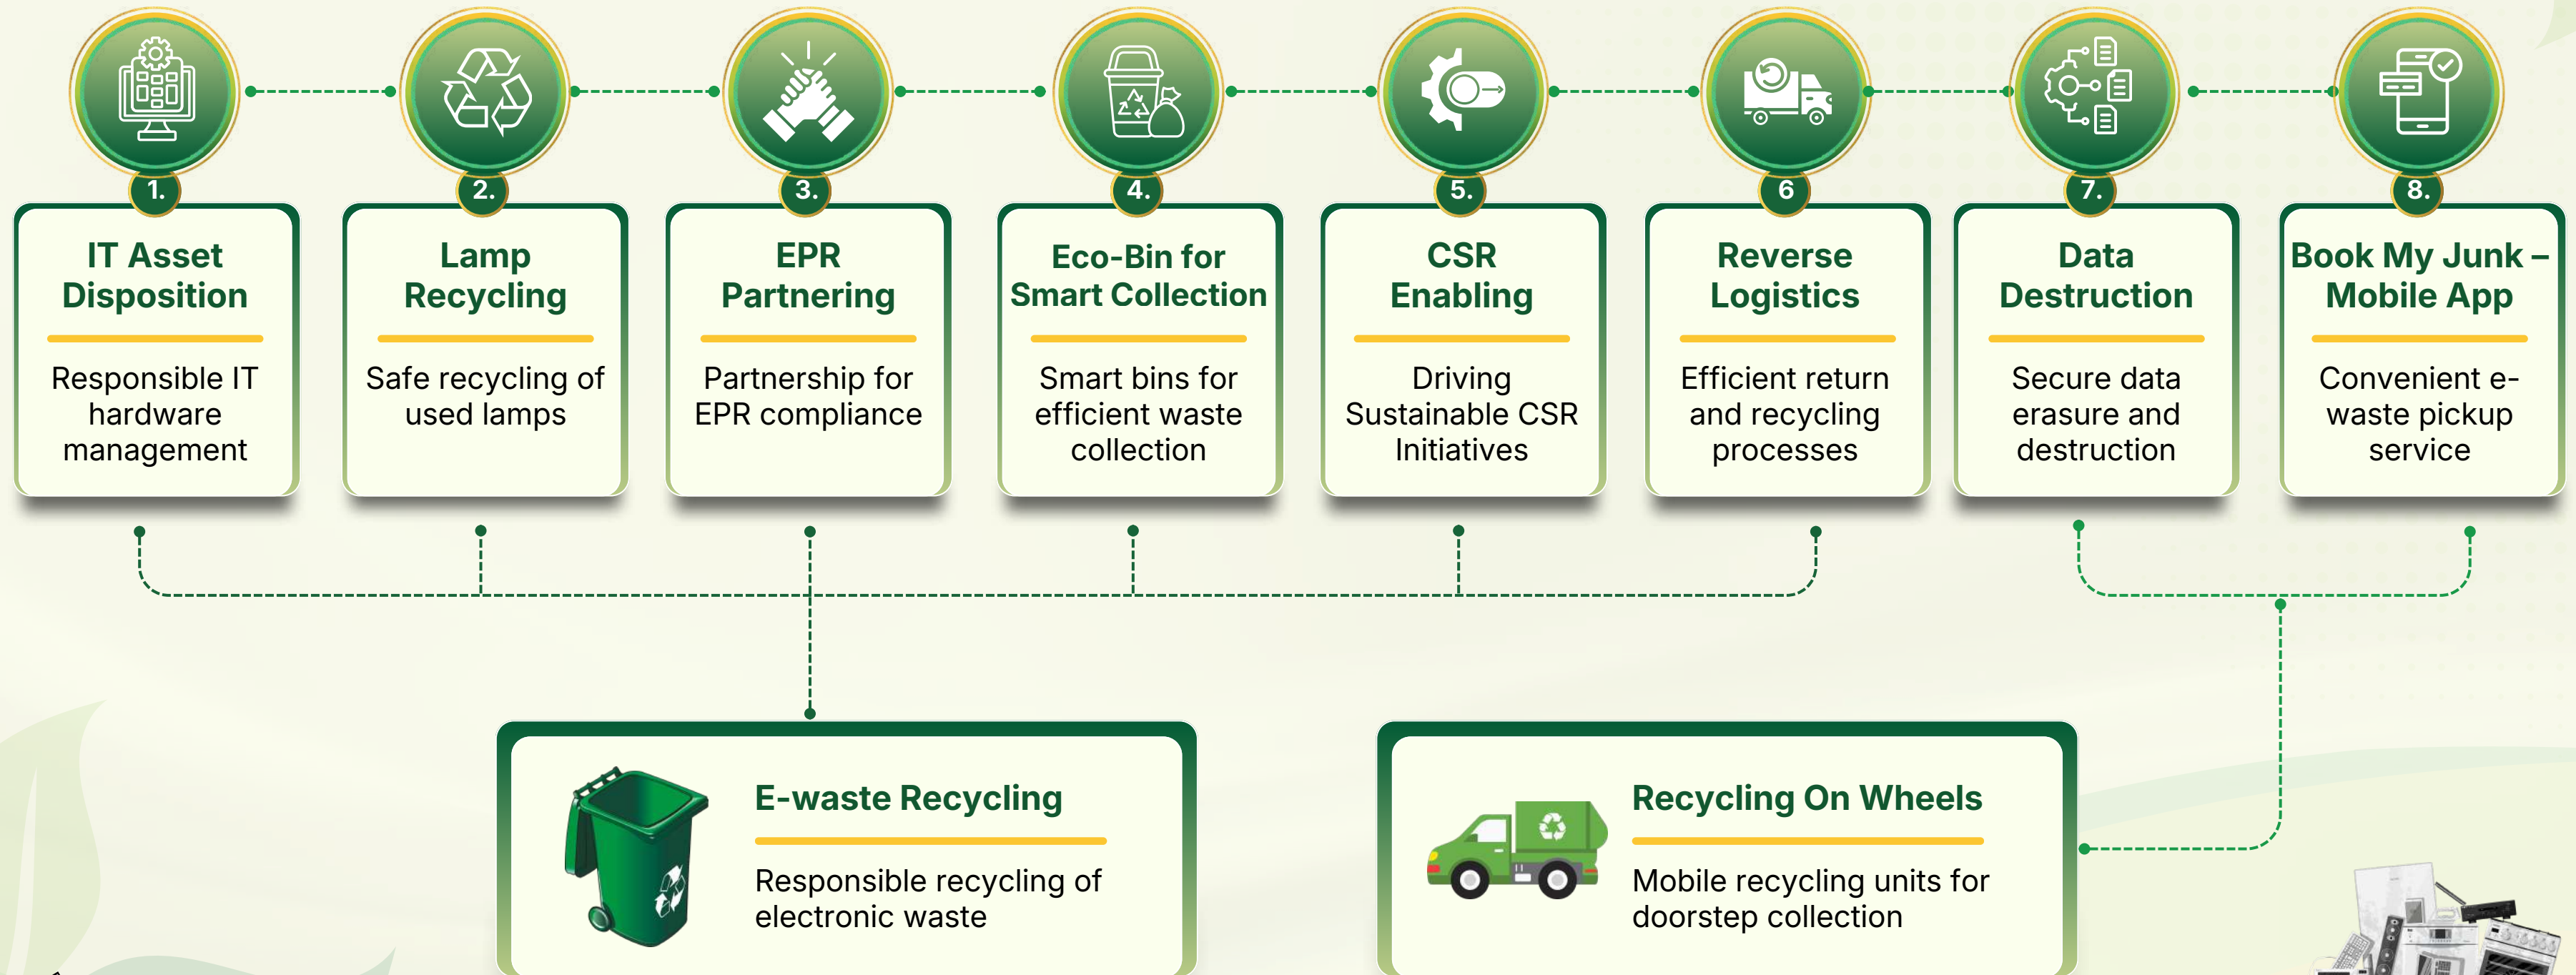 1.
IT Asset
Disposition
Responsible IT
hardware
management
2.
Lamp
Recycling
Safe recycling of
used lamps
3.
EPR
Partnering
Partnership for
EPR compliance
4.
Eco-Bin for
Smart Collection
Smart bins for
efficient waste
collection
5.
CSR
Enabling
Driving
Sustainable CSR
Initiatives
6
Reverse
Logistics
Efficient return
and recycling
processes
7.
Data
Destruction
Secure data
erasure and
destruction
8.
Book My Junk –
Mobile App
Convenient e-
waste pickup
service
E-waste Recycling
Responsible recycling of
electronic waste
Recycling On Wheels
Mobile recycling units for
doorstep collection